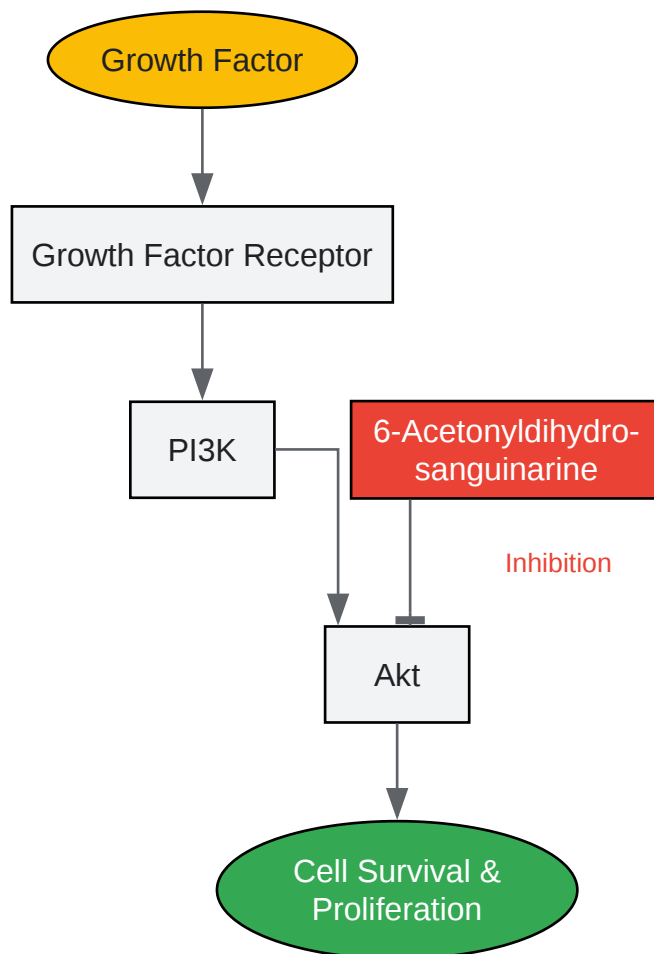 Growth Factor
Growth Factor Receptor
PI3K
6-Acetonyldihydro-
sanguinarine
Inhibition
Akt
Cell Survival &
Proliferation